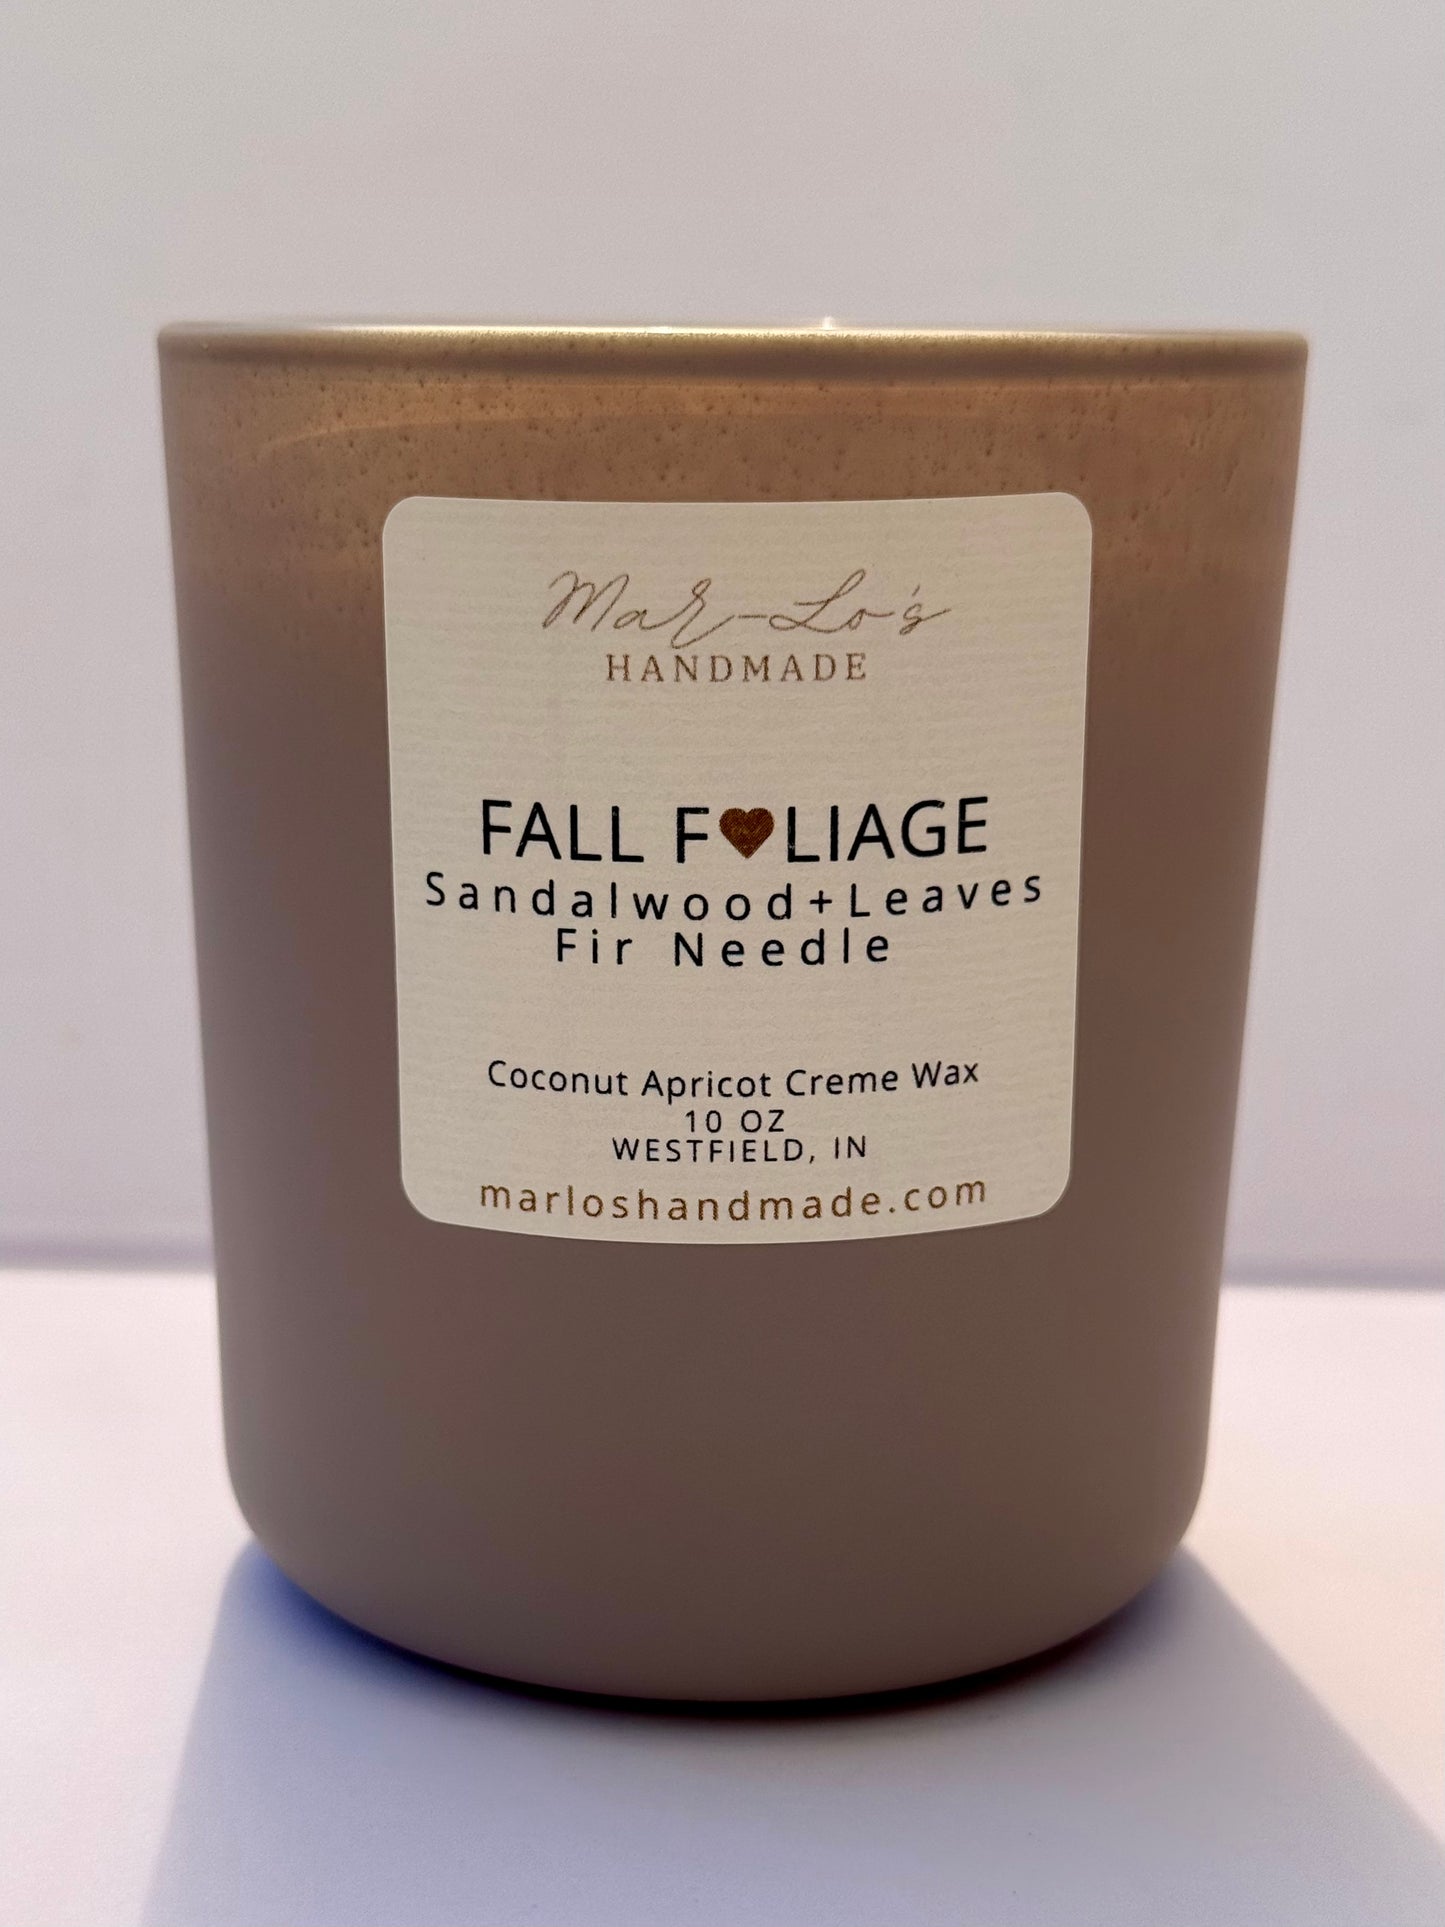 Mar-Lo's
HANDMADE
FALL F♥LIAGE
Sandalwood+Leaves
Fir Needle
Coconut Apricot Creme Wax
10 OZ
WESTFIELD, IN
marloshandmade.com